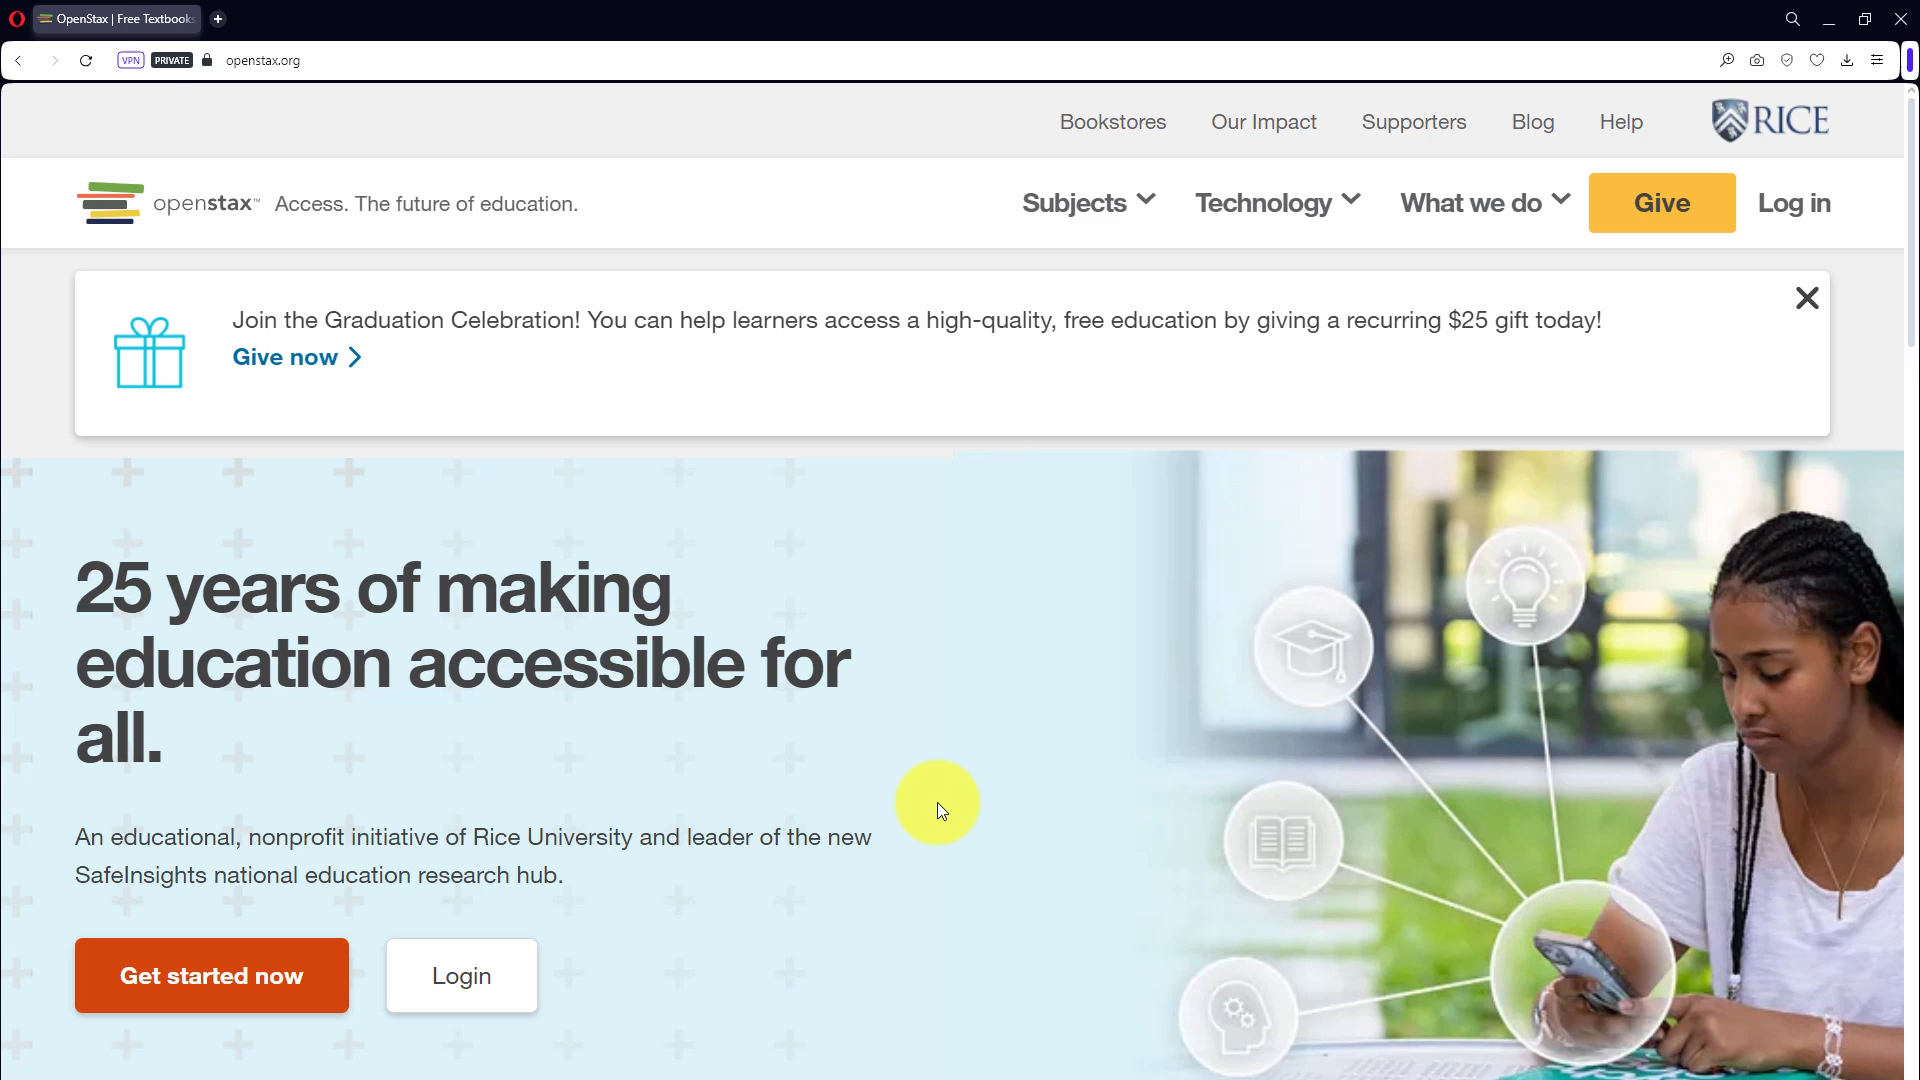 OpenStax | Free Textbooks
VPN PRIVATE openstax.org
Bookstores Our Impact Supporters Blog Help RICE
openstax™ Access. The future of education.
Subjects Technology What we do Give Log in
Join the Graduation Celebration! You can help learners access a high-quality, free education by giving a recurring $25 gift today!
Give now
25 years of making
education accessible for
all.
An educational, nonprofit initiative of Rice University and leader of the new
SafeInsights national education research hub.
Get started now Login